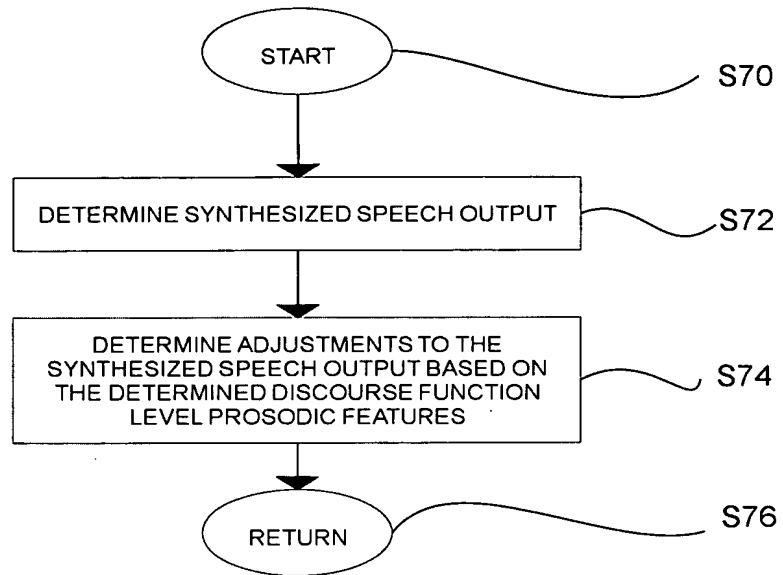 START
S70
DETERMINE SYNTHESIZED SPEECH OUTPUT
S72
DETERMINE ADJUSTMENTS TO THE
SYNTHESIZED SPEECH OUTPUT BASED ON
THE DETERMINED DISCOURSE FUNCTION
LEVEL PROSODIC FEATURES
S74
RETURN
S76